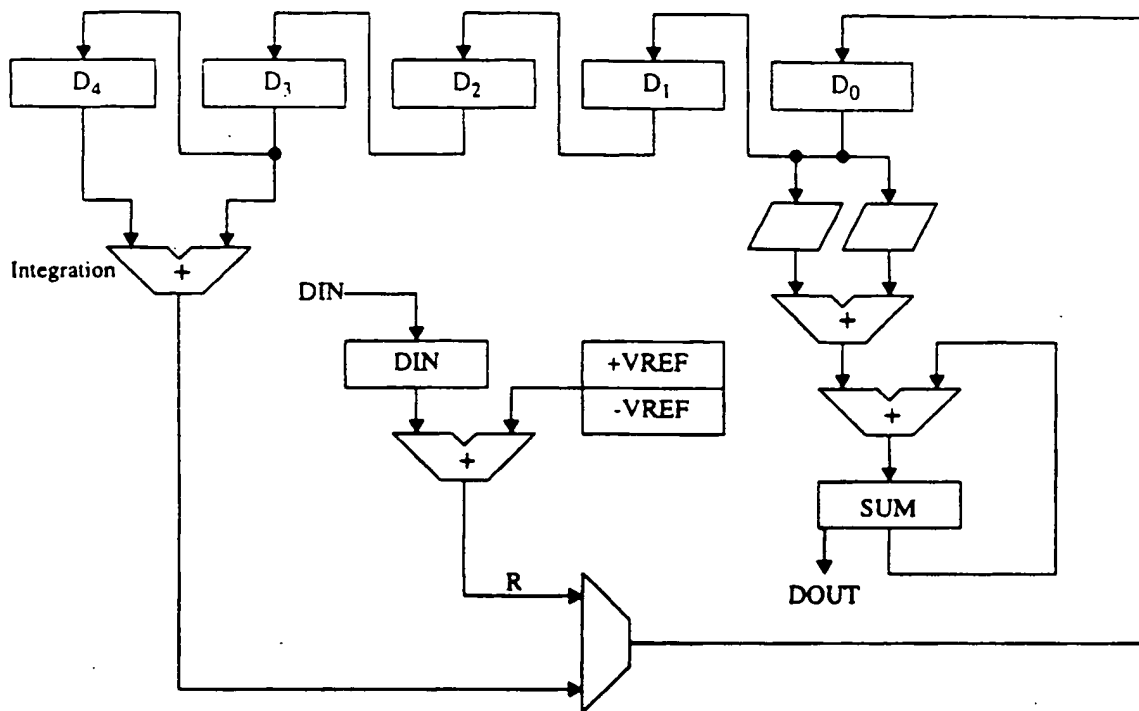 D₄ D₃ D₂ D₁ D₀
+
Integration
DIN
+
DIN
+VREF
-VREF
+
+
SUM
R
DOUT